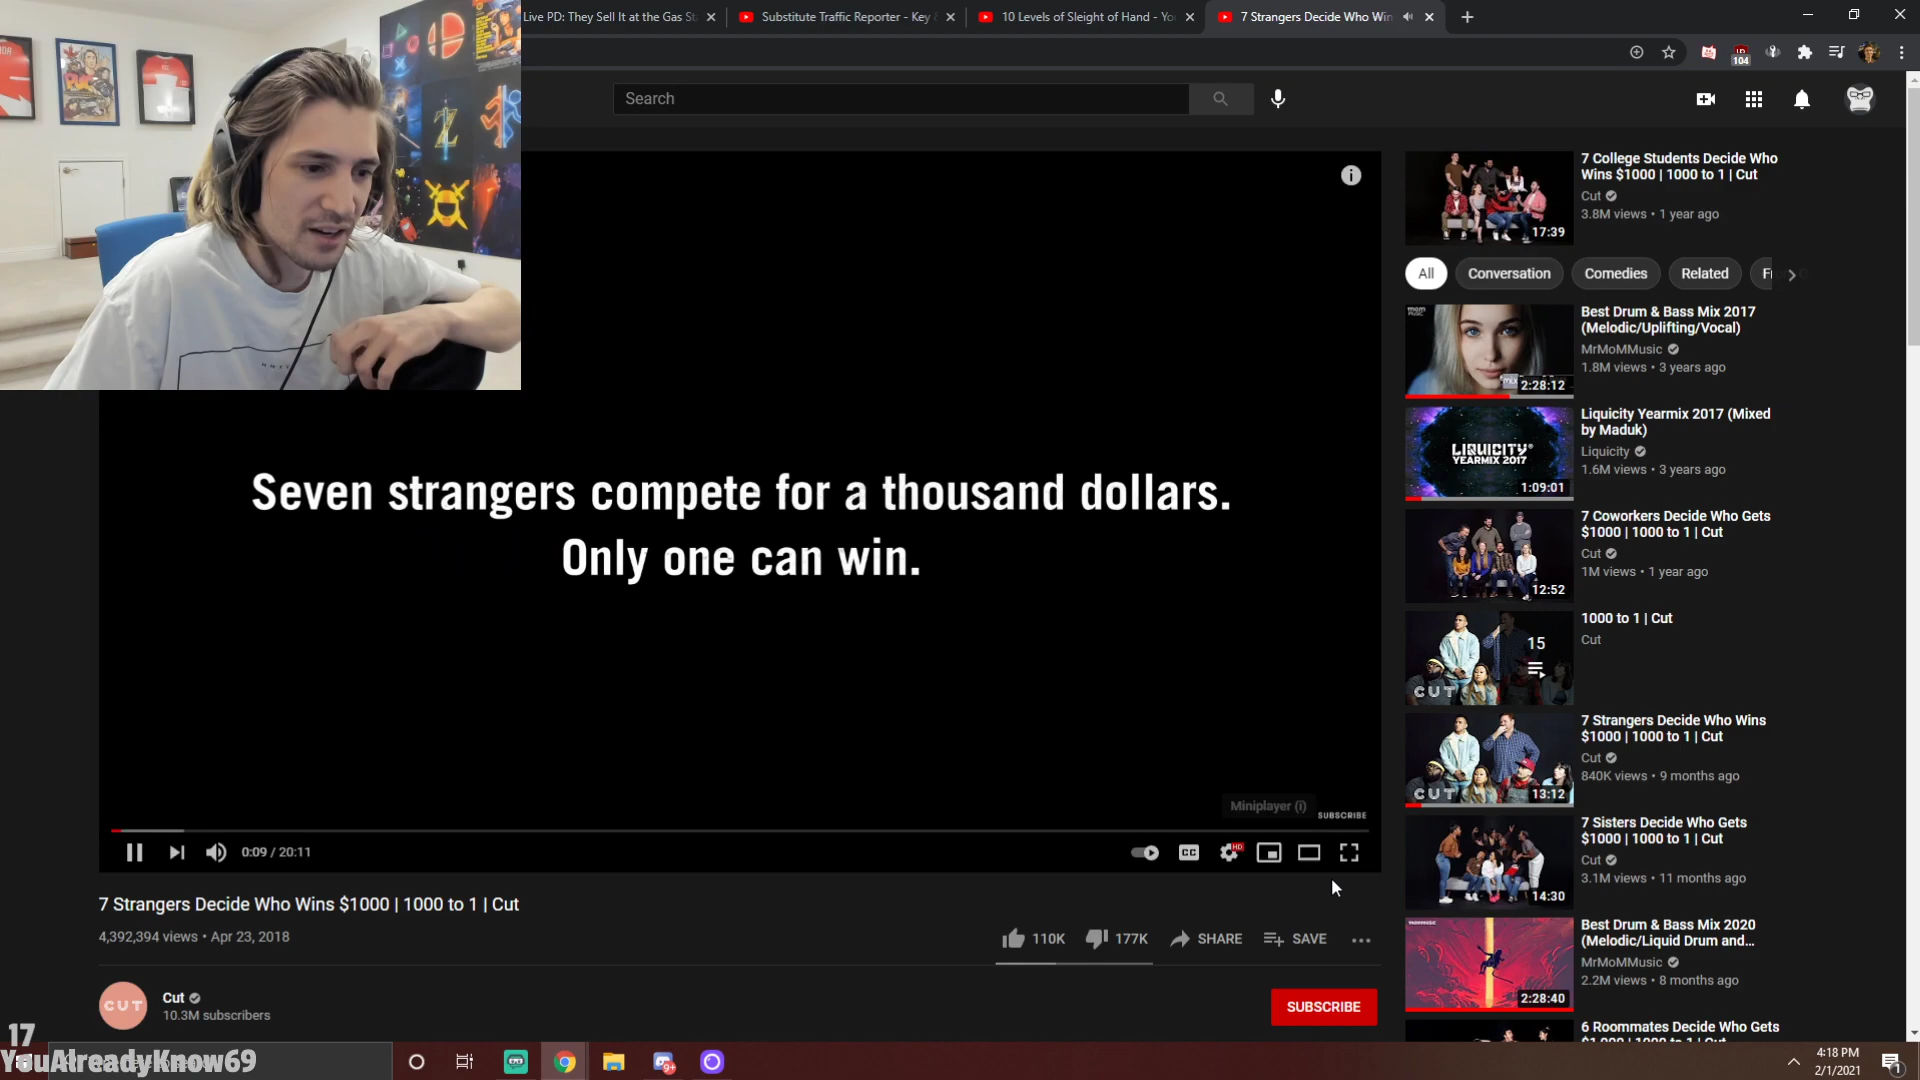 Live PD: They Sell It at the Gas St
Substitute Traffic Reporter - Key
10 Levels of Sleight of Hand - Yo
7 Strangers Decide Who Win
104
Search
Seven strangers compete for a thousand dollars.
Only one can win.
Miniplayer (i)
SUBSCRIBE
0:09 / 20:11
CC
HD
7 Strangers Decide Who Wins $1000 | 1000 to 1 | Cut
4,392,394 views • Apr 23, 2018
110K
177K
SHARE
SAVE
CUT
Cut
10.3M subscribers
SUBSCRIBE
7 College Students Decide Who
Wins $1000 | 1000 to 1 | Cut
Cut
3.8M views • 1 year ago
17:39
All
Conversation
Comedies
Related
Best Drum & Bass Mix 2017
(Melodic/Uplifting/Vocal)
MrMoMMusic
1.8M views • 3 years ago
2:28:12
Liquicity Yearmix 2017 (Mixed
by Maduk)
Liquicity
1.6M views • 3 years ago
LIQUICITY
YEARMIX 2017
1:09:01
7 Coworkers Decide Who Gets
$1000 | 1000 to 1 | Cut
Cut
1M views • 1 year ago
12:52
1000 to 1 | Cut
Cut
15
CUT
7 Strangers Decide Who Wins
$1000 | 1000 to 1 | Cut
Cut
840K views • 9 months ago
CUT
13:12
7 Sisters Decide Who Gets
$1000 | 1000 to 1 | Cut
Cut
3.1M views • 11 months ago
14:30
Best Drum & Bass Mix 2020
(Melodic/Liquid Drum and...
MrMoMMusic
2.2M views • 8 months ago
2:28:40
6 Roommates Decide Who Gets
17
YouAlreadyKnow69
9+
4:18 PM
2/1/2021
1